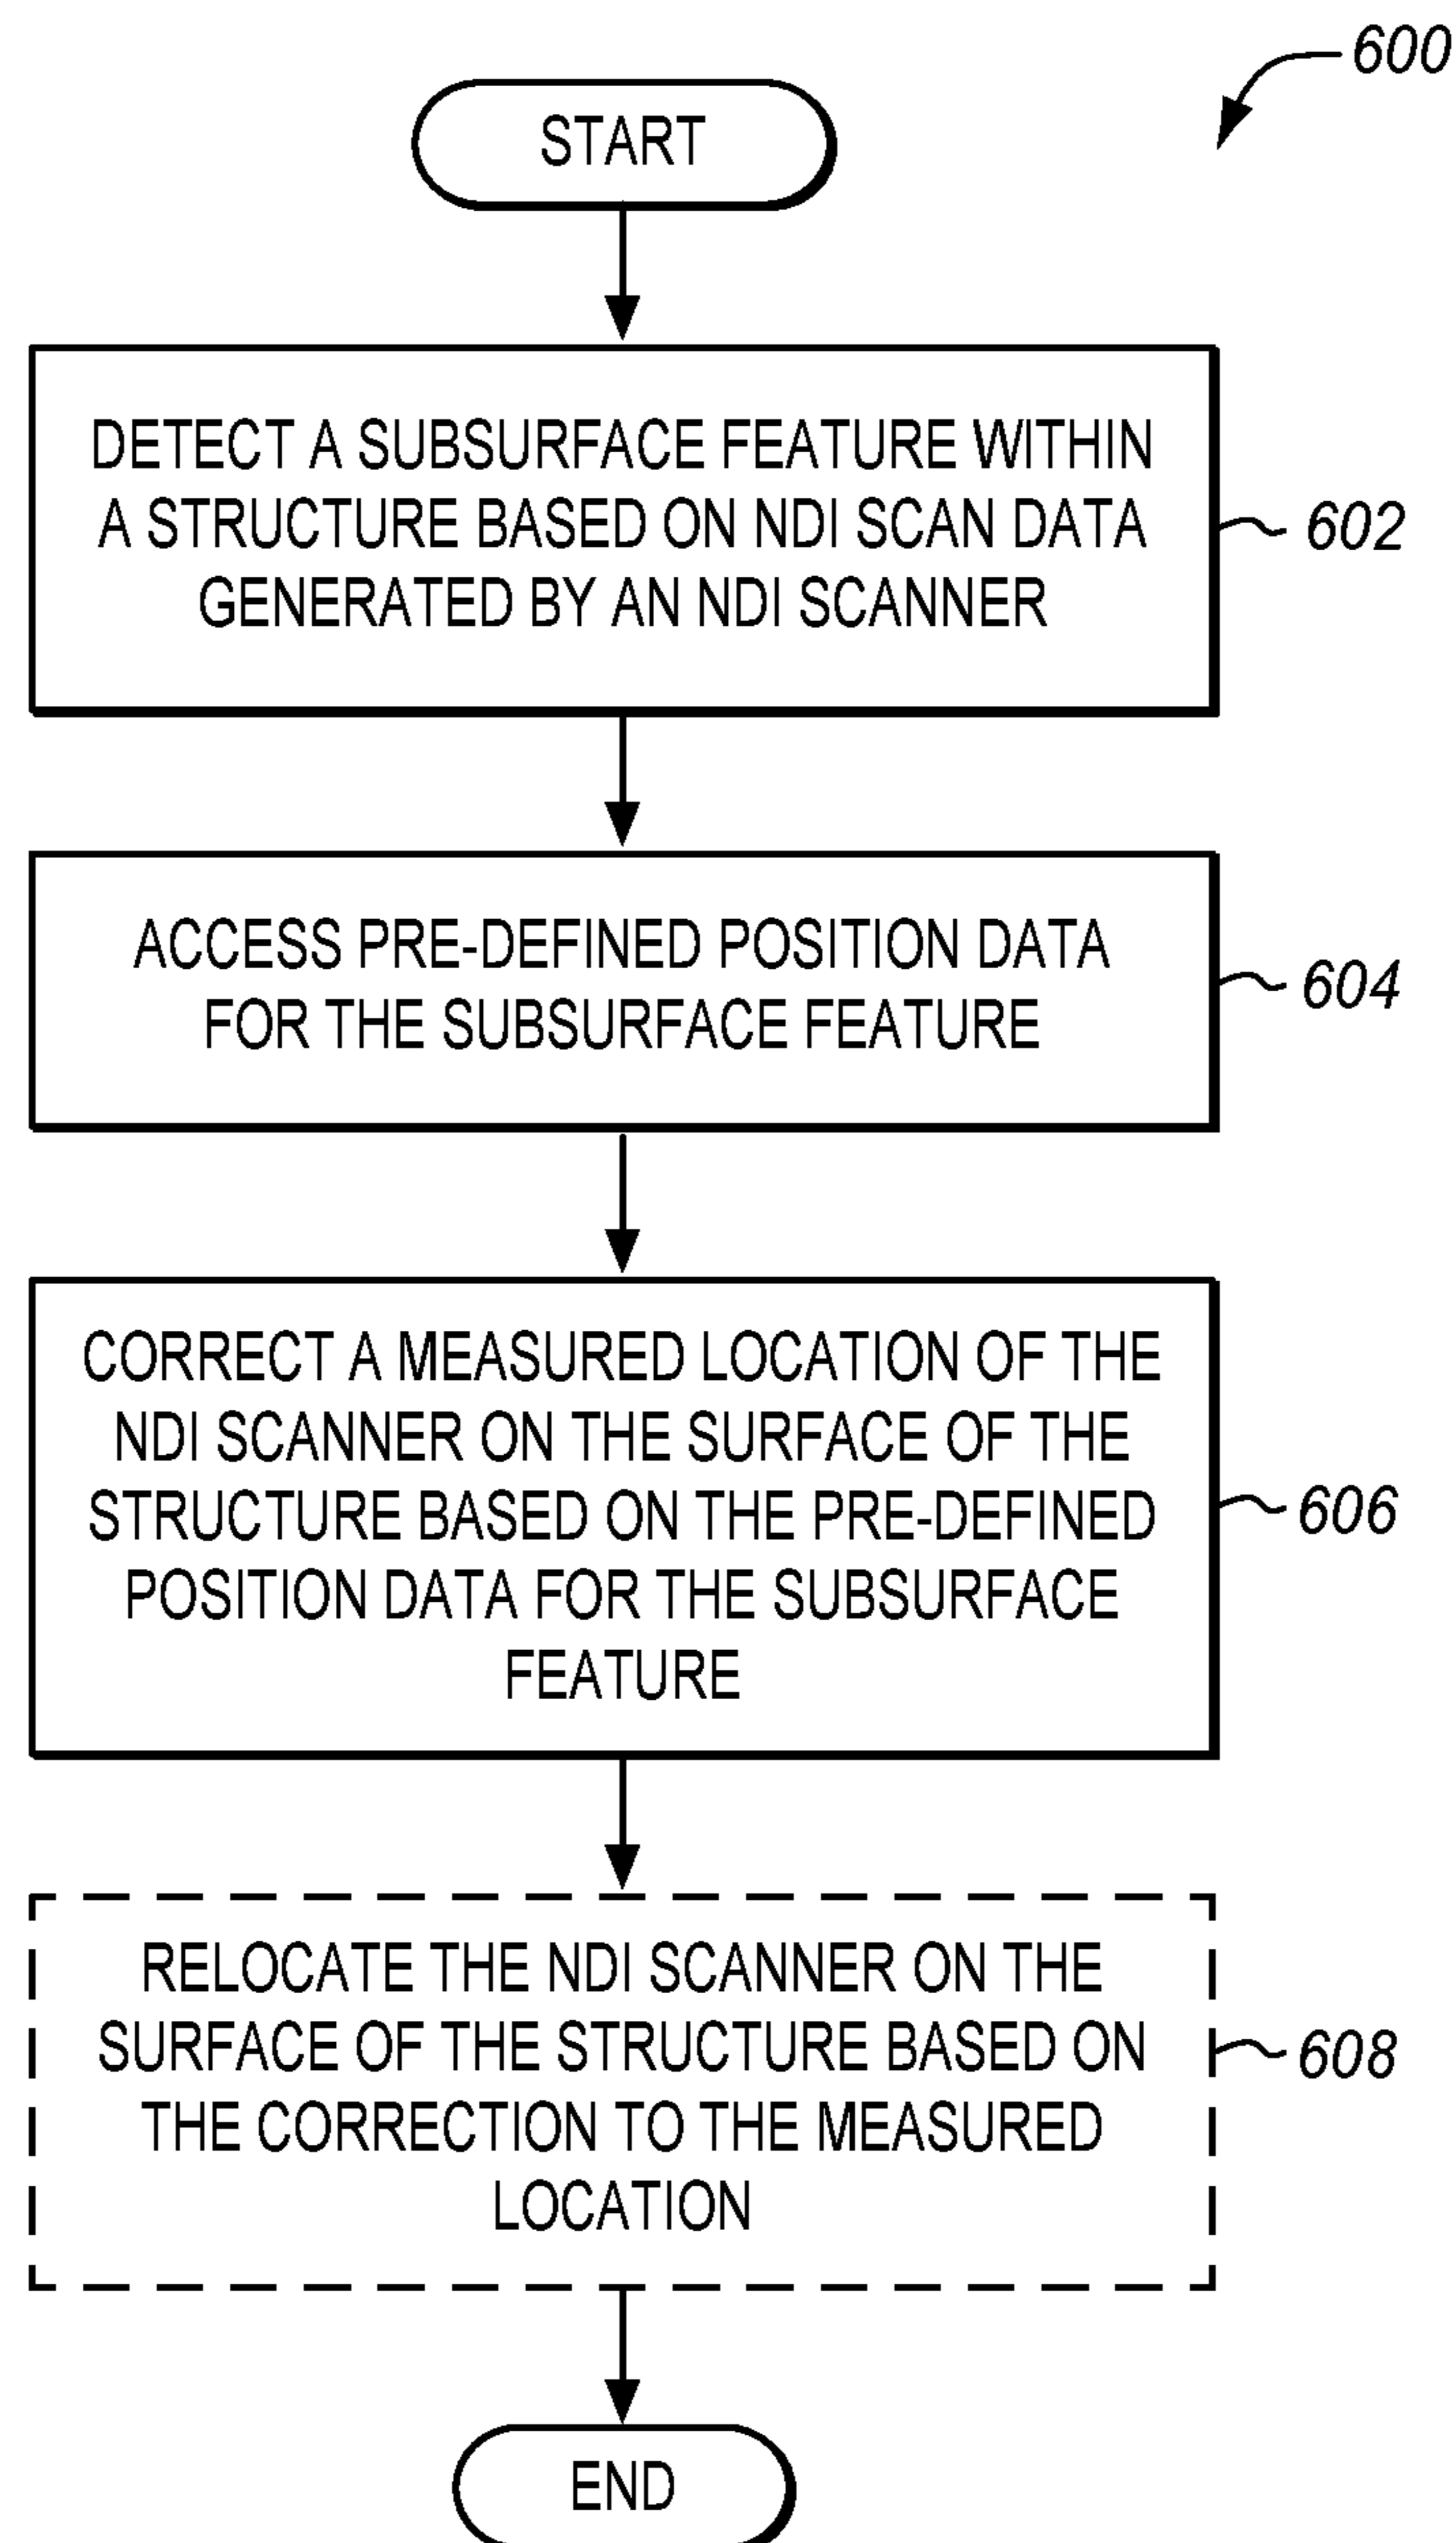 600
START
DETECT A SUBSURFACE FEATURE WITHIN
A STRUCTURE BASED ON NDI SCAN DATA
GENERATED BY AN NDI SCANNER
602
ACCESS PRE-DEFINED POSITION DATA
FOR THE SUBSURFACE FEATURE
604
CORRECT A MEASURED LOCATION OF THE
NDI SCANNER ON THE SURFACE OF THE
STRUCTURE BASED ON THE PRE-DEFINED
POSITION DATA FOR THE SUBSURFACE
FEATURE
606
RELOCATE THE NDI SCANNER ON THE
SURFACE OF THE STRUCTURE BASED ON
THE CORRECTION TO THE MEASURED
LOCATION
608
END